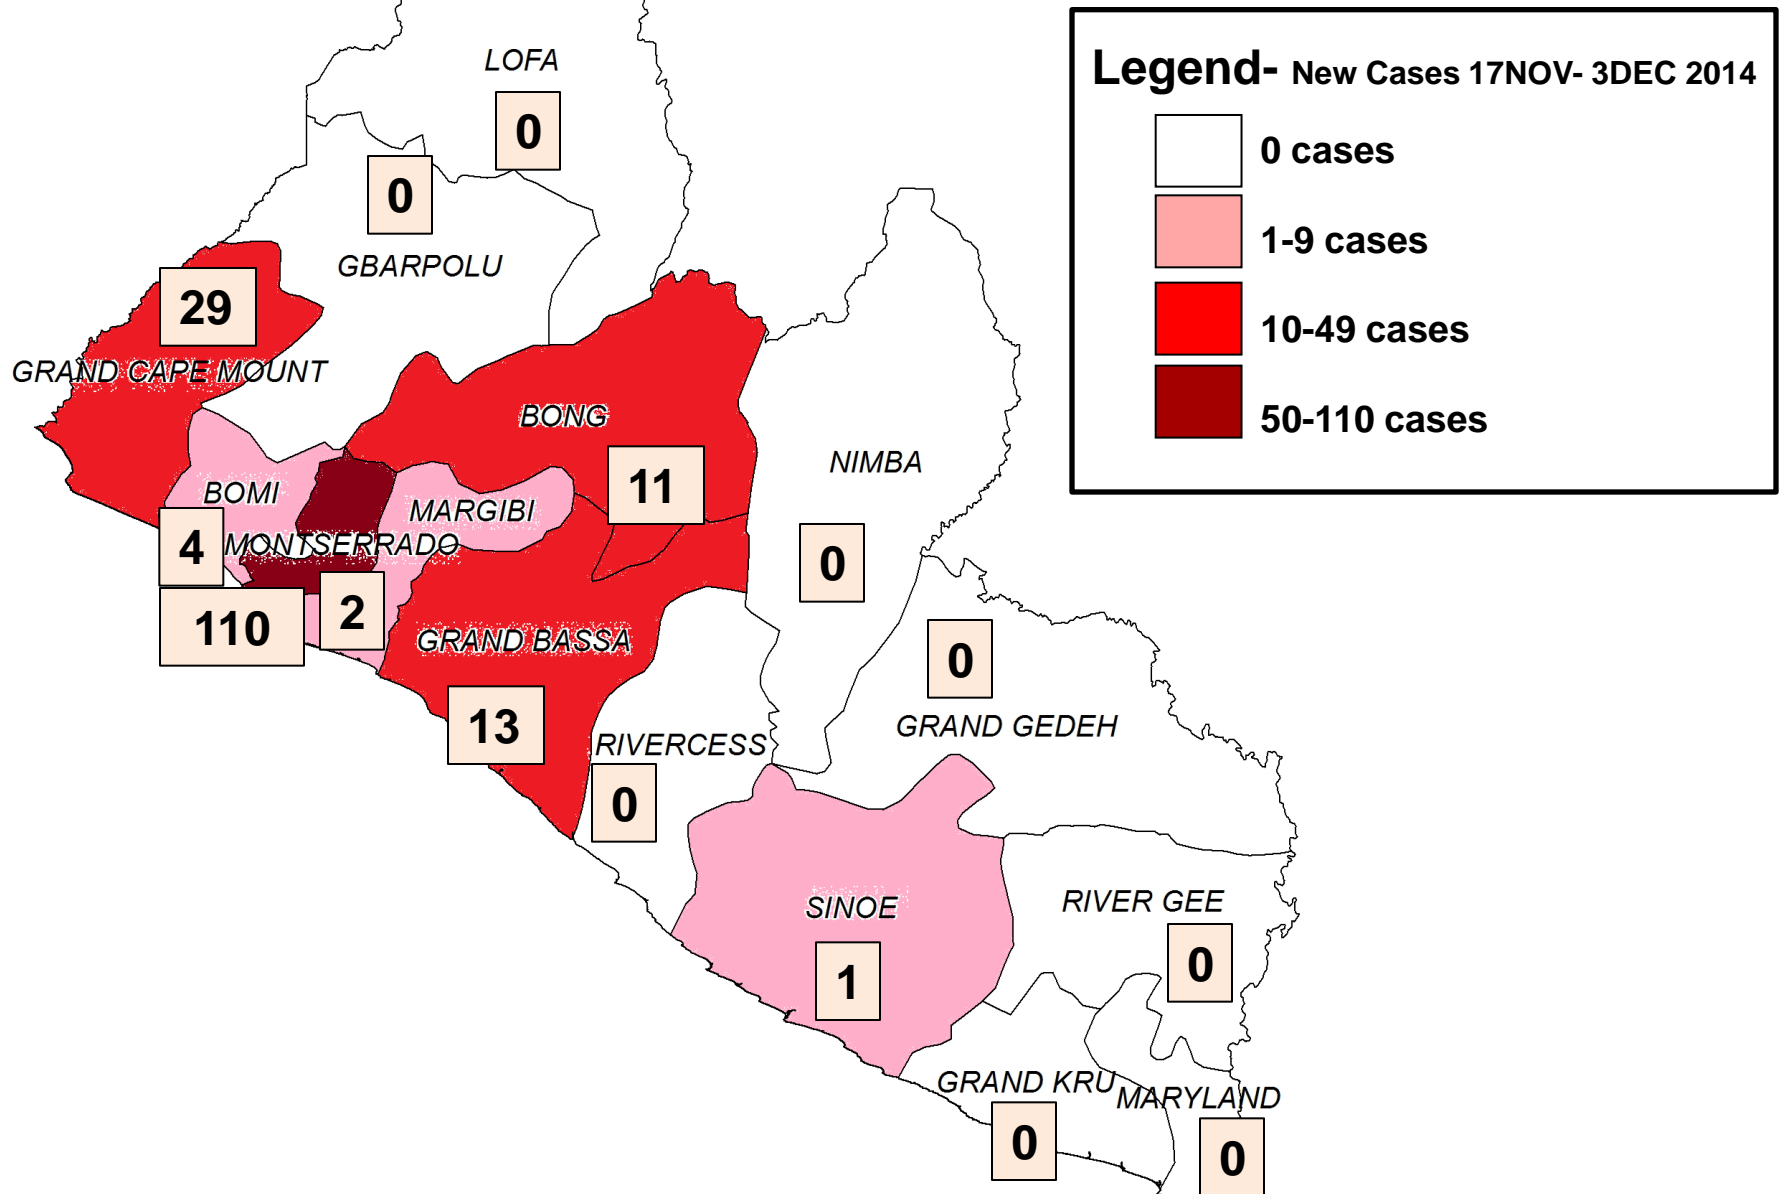 LOFA
0
0
GBARPOLU
29
GRAND CAPE MOUNT
BONG
11
NIMBA
0
BOMI
4
MARGIBI
MONTSERRADO
110
2
GRAND BASSA
13
RIVERCESS
0
0
GRAND GEDEH
SINOE
1
RIVER GEE
0
GRAND KRU
0
MARYLAND
0
Legend- New Cases 17NOV- 3DEC 2014
0 cases
1-9 cases
10-49 cases
50-110 cases